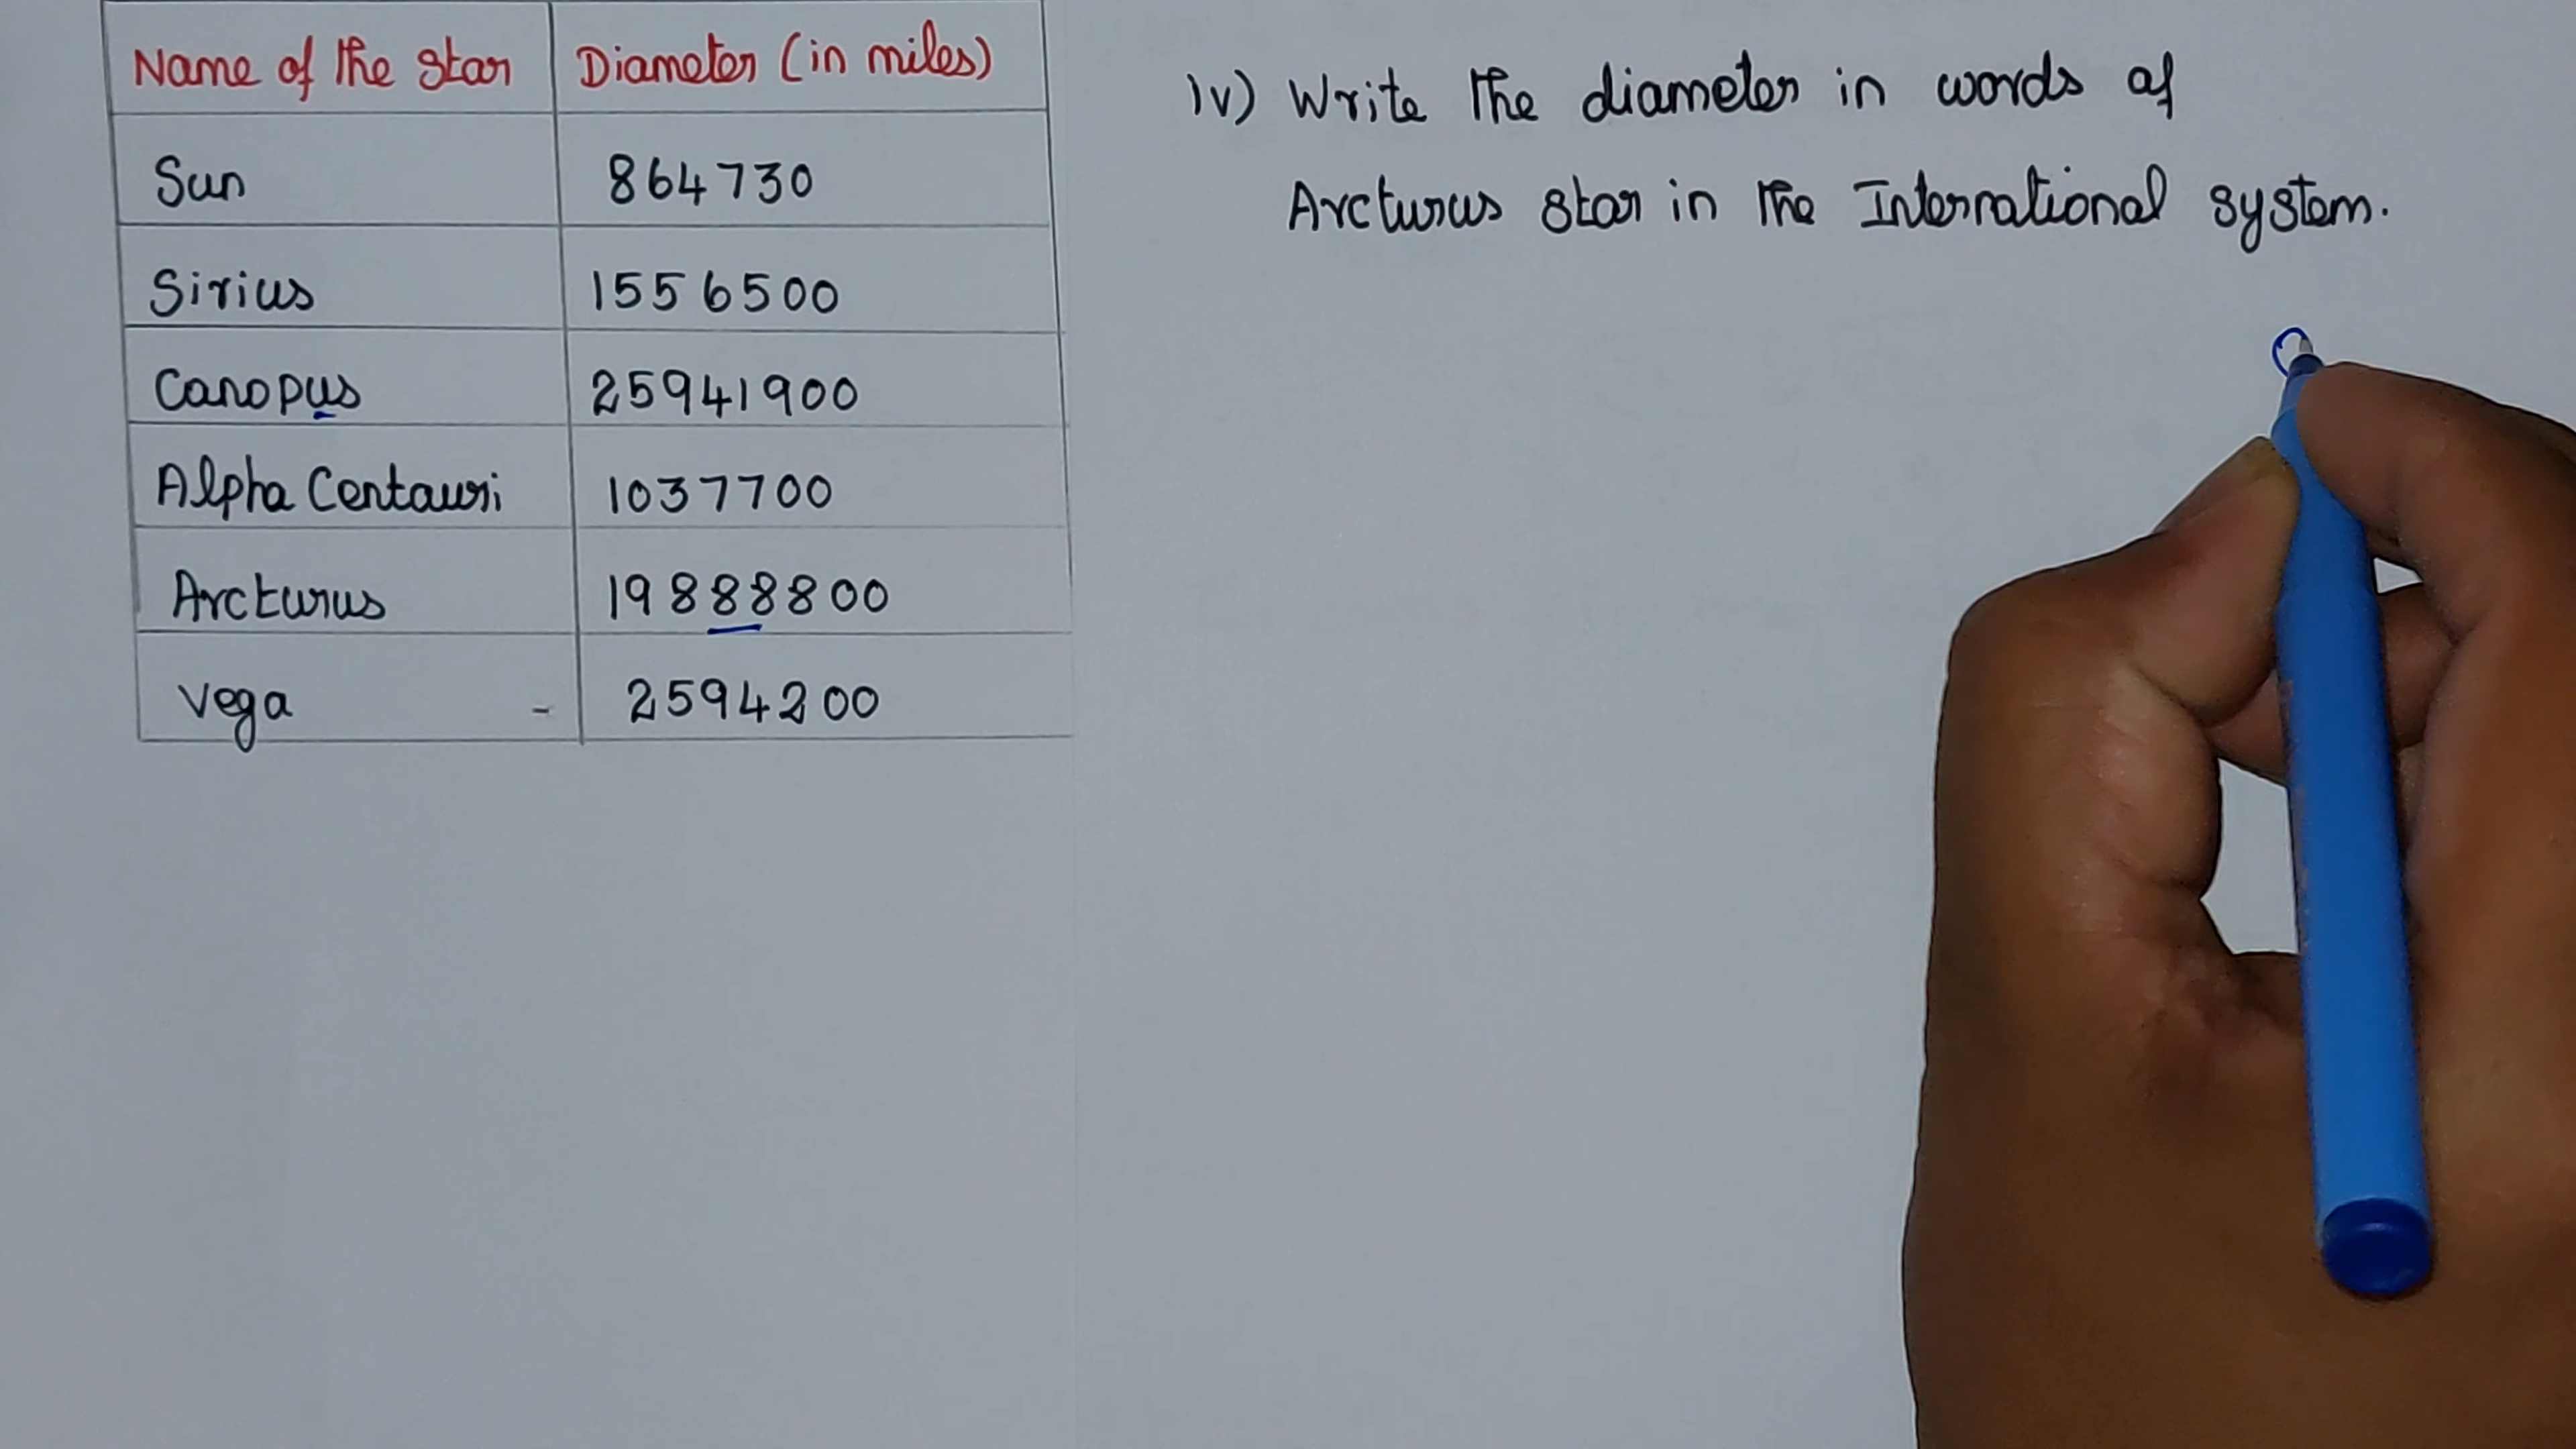 Name of the star Diameter (in miles)
Sun 864730
Sirius 1556500
Canopus 25941900
Alpha Centauri 1037700
Arcturus 19888800
Vega - 2594200
iv) Write the diameter in words of
Arcturus star in the International system.